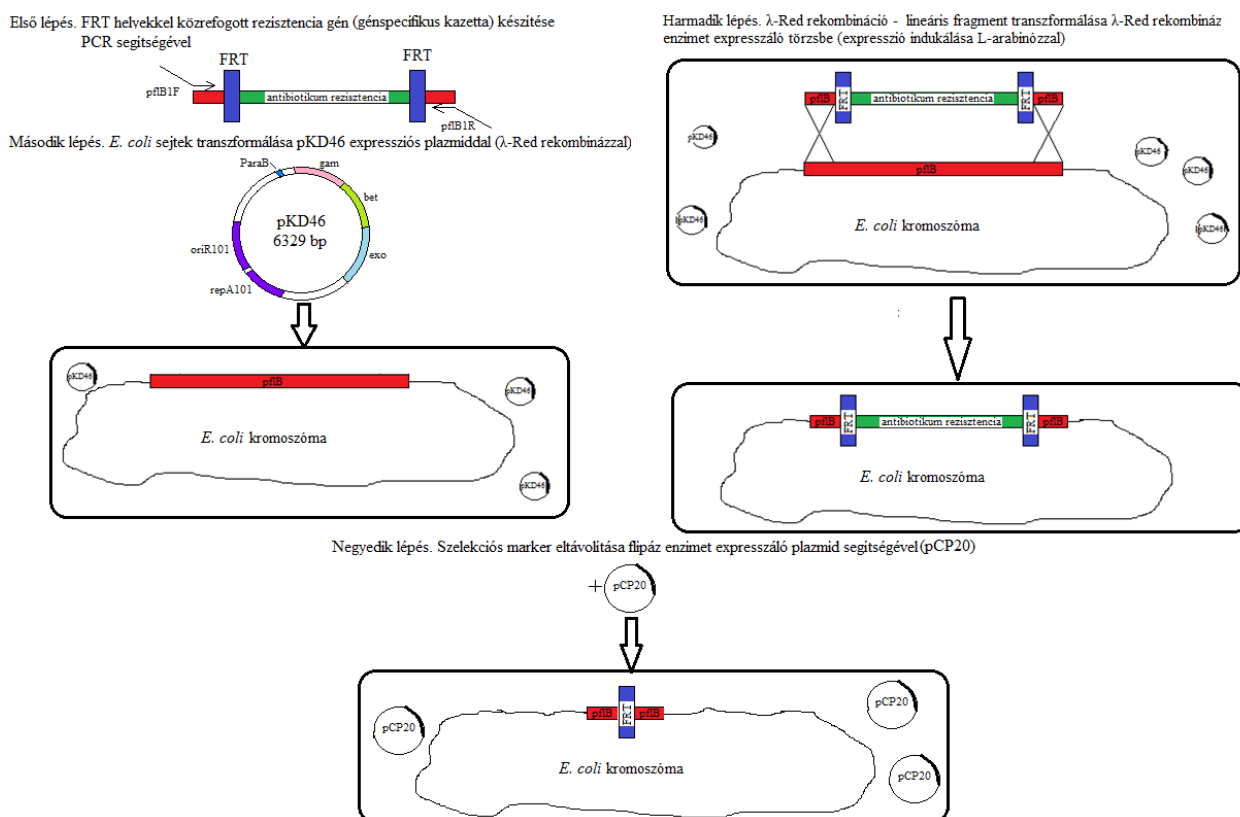 Első lépés. FRT helyekkel közrefogott rezisztencia gén (génspecifikus kazetta) készitése
PCR segitségével
FRT
FRT
pflB1F
antibiotikum rezisztencia
pflB1R
Második lépés. E. coli sejtek transzformálása pKD46 expressziós plazmiddal (λ-Red rekombinázzal)
ParaB
gam
bet
pKD46
6329 bp
oriR101
exo
repA101
pKD46
pflB
pKD46
E. coli kromoszóma
pKD46
Harmadik lépés. λ-Red rekombináció - lineáris fragment transzformálása λ-Red rekombináz
enzimet expresszáló törzsbe (expresszió indukálása L-arabinózzal)
pflB
FRT
antibiotikum rezisztencia
FRT
pflB
pKD46
pKD46
pflB
pKD46
pKD46
E. coli kromoszóma
pKD46
:
pflB
FRT
antibiotikum rezisztencia
FRT
pflB
E. coli kromoszóma
Negyedik lépés. Szelekciós marker eltávolitása flipáz enzimet expresszáló plazmid segitségével (pCP20)
+
pCP20
pflB
FRT
pflB
pCP20
pCP20
E. coli kromoszóma
pCP20